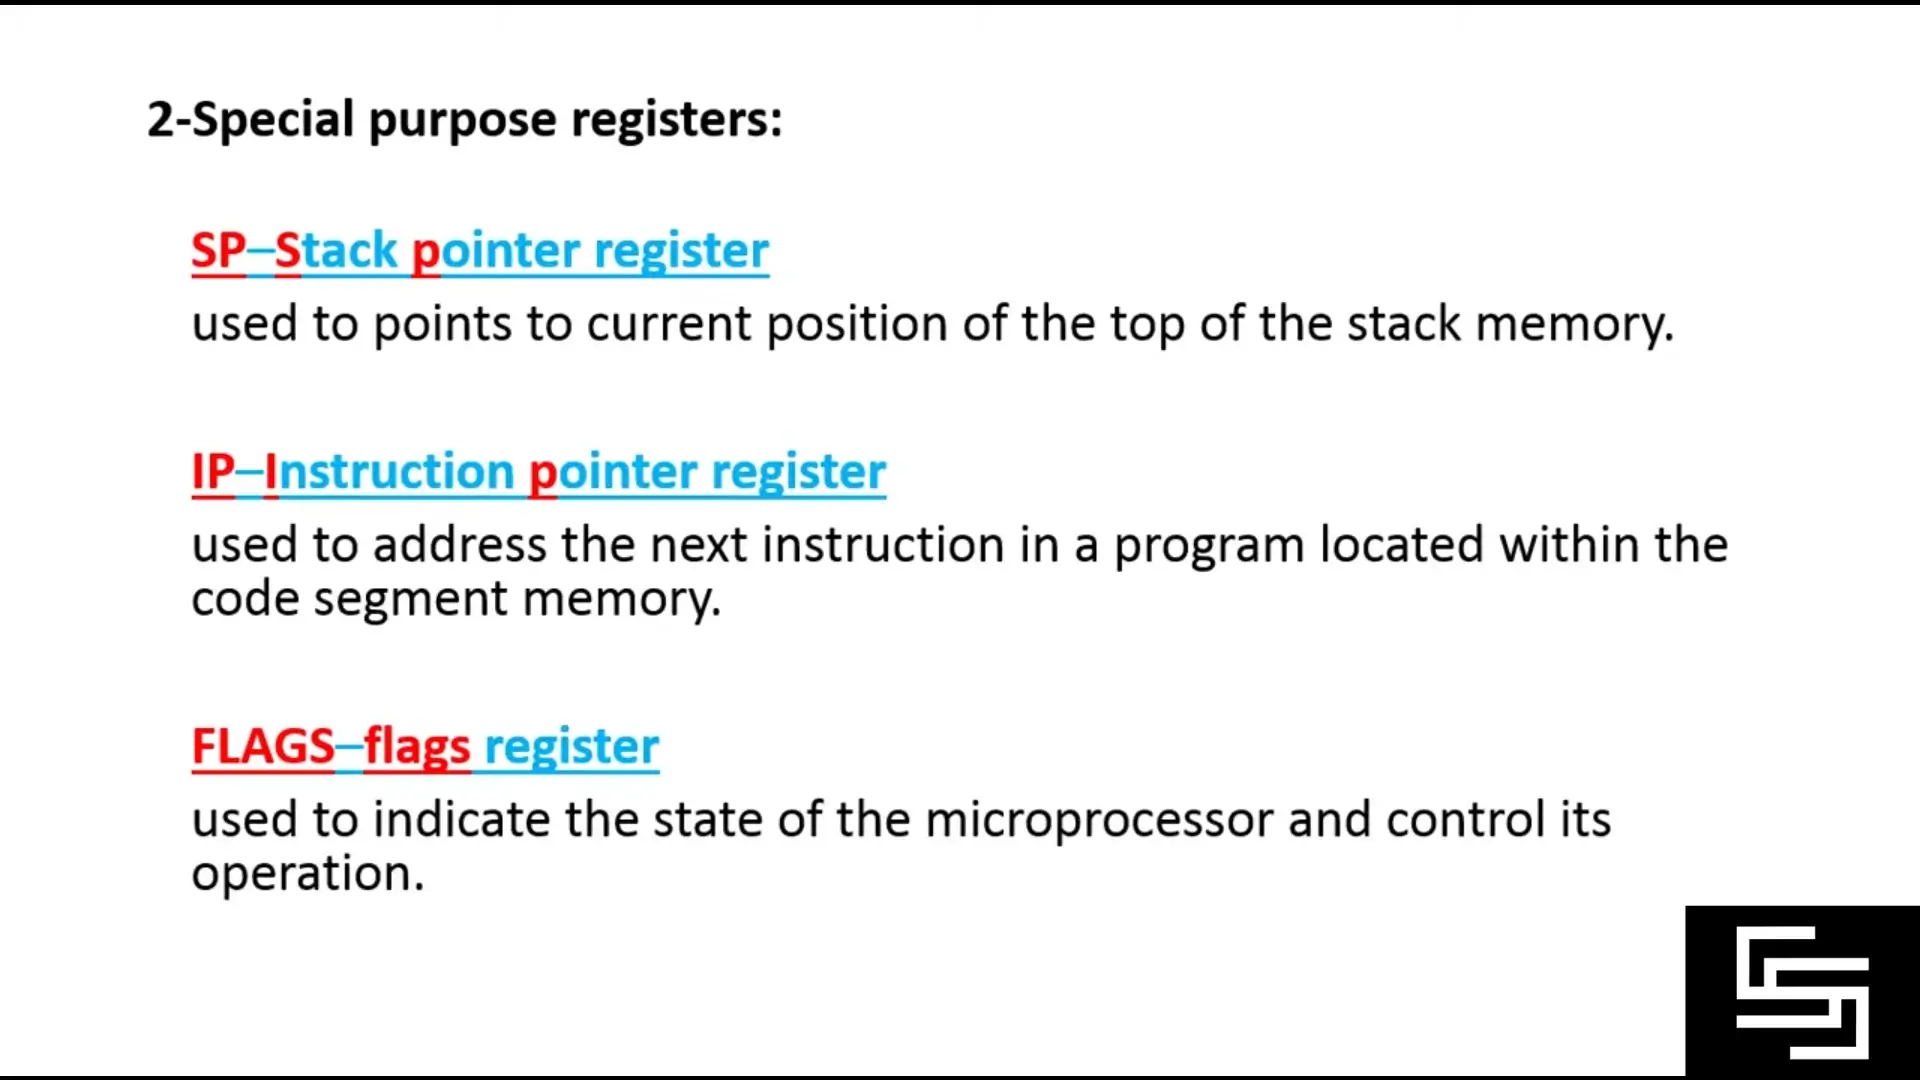 2-Special purpose registers:
SP–Stack pointer register
used to points to current position of the top of the stack memory.
IP–Instruction pointer register
used to address the next instruction in a program located within the
code segment memory.
FLAGS–flags register
used to indicate the state of the microprocessor and control its
operation.